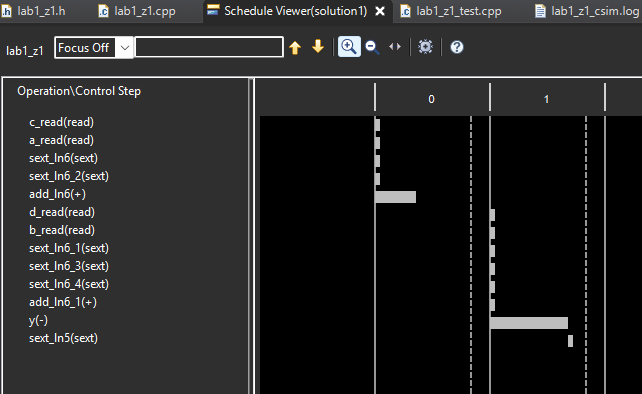 lab1_z1.h lab1_z1.cpp Schedule Viewer(solution1) lab1_z1_test.cpp lab1_z1_csim.log
lab1_z1 Focus Off
Operation\Control Step 0 1
c_read(read)
a_read(read)
sext_ln6(sext)
sext_ln6_2(sext)
add_ln6(+)
d_read(read)
b_read(read)
sext_ln6_1(sext)
sext_ln6_3(sext)
sext_ln6_4(sext)
add_ln6_1(+)
y(-)
sext_ln5(sext)